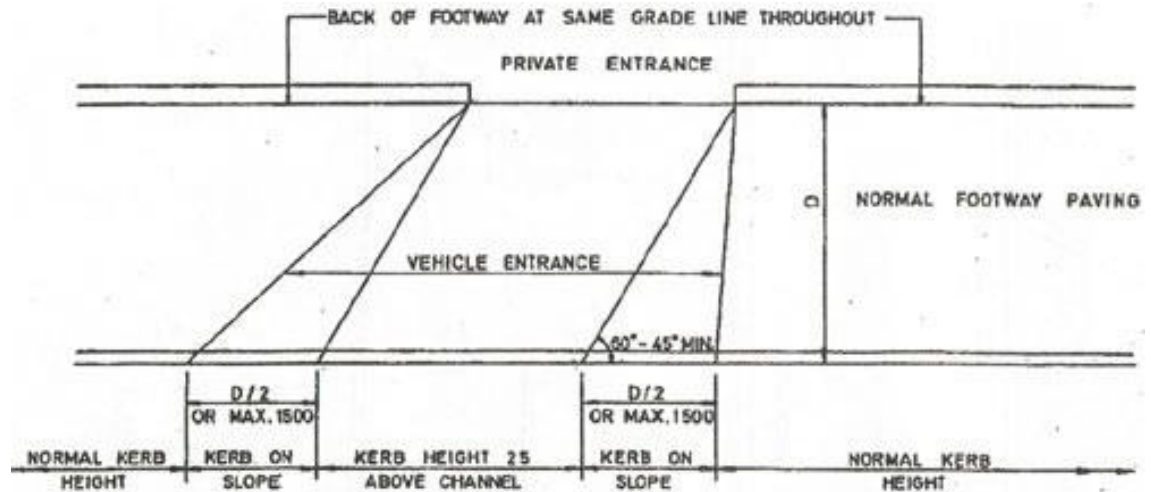 BACK OF FOOTWAY AT SAME GRADE LINE THROUGHOUT
PRIVATE ENTRANCE
D
NORMAL FOOTWAY PAVING
VEHICLE ENTRANCE
60°-45° MIN.
D/2
OR MAX.1500
D/2
OR MAX.1500
NORMAL KERB
HEIGHT
KERB ON
SLOPE
KERB HEIGHT 25
ABOVE CHANNEL
KERB ON
SLOPE
NORMAL KERB
HEIGHT